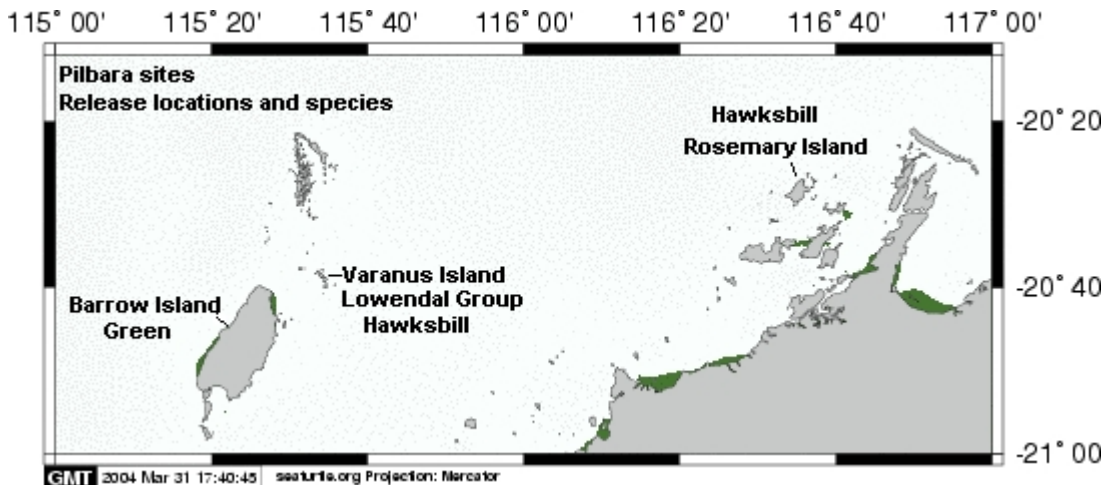 115° 00' 115° 20' 115° 40' 116° 00' 116° 20' 116° 40' 117° 00'
Pilbara sites
Release locations and species
Hawksbill
Rosemary Island
-20° 20'
Varanus Island
Lowendal Group
Hawksbill
Barrow Island
Green
-20° 40'
-21° 00'
GMT 2004 Mar 31 17:40:45 seaturtle.org Projection: Mercator